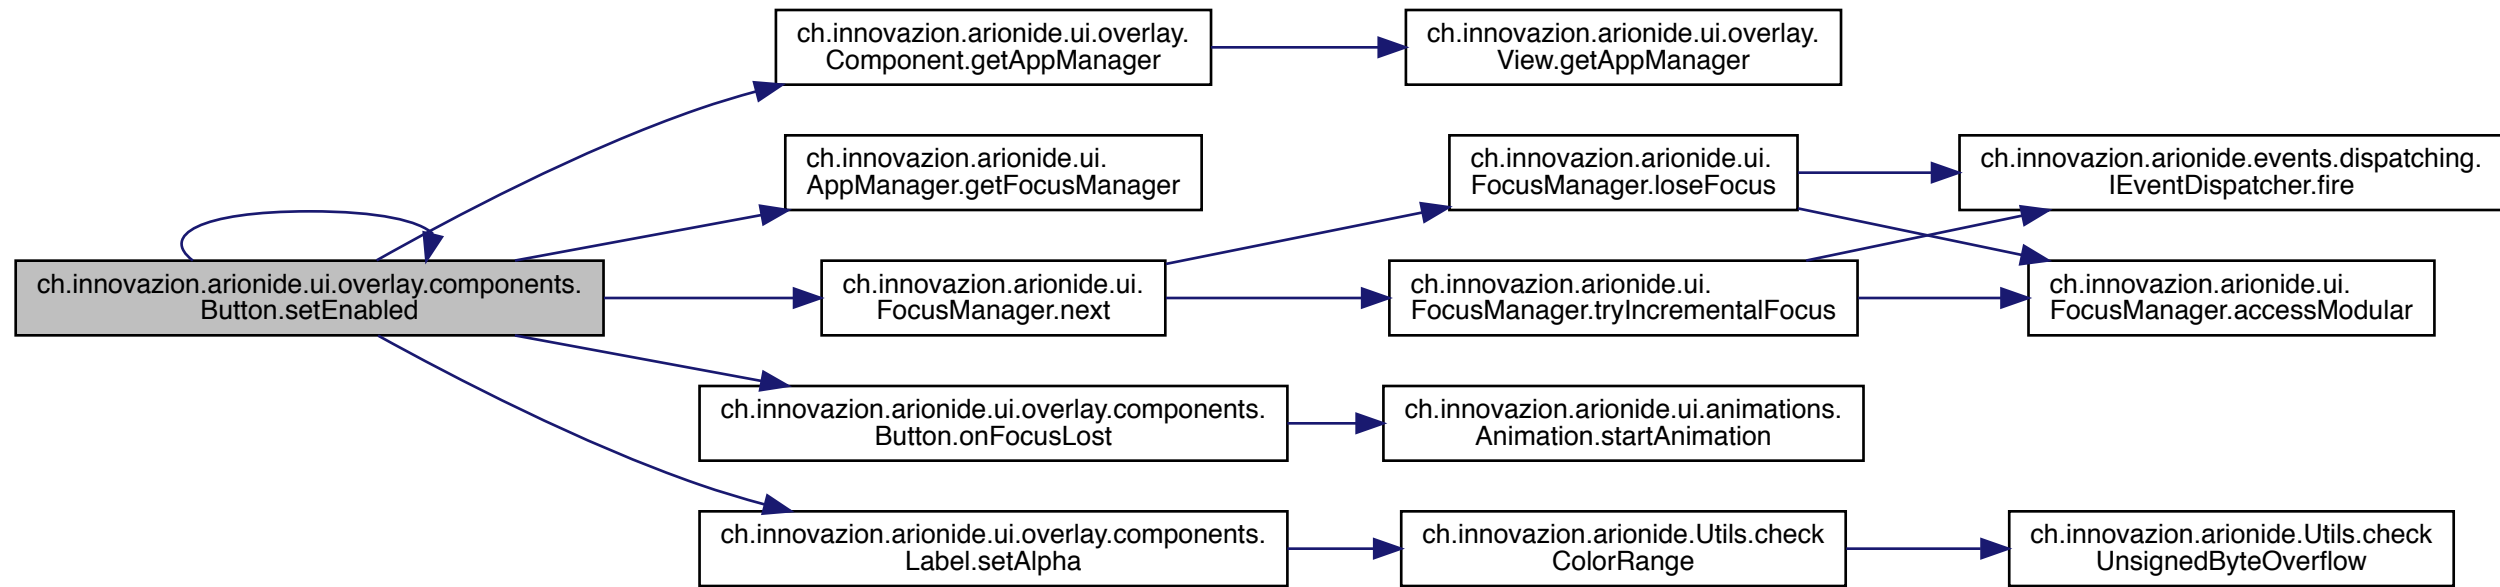 ch.innovazion.arionide.ui.overlay.components.
Button.setEnabled
ch.innovazion.arionide.ui.overlay.
Component.getAppManager
ch.innovazion.arionide.ui.overlay.
View.getAppManager
ch.innovazion.arionide.ui.
AppManager.getFocusManager
ch.innovazion.arionide.ui.
FocusManager.next
ch.innovazion.arionide.ui.
FocusManager.loseFocus
ch.innovazion.arionide.events.dispatching.
IEventDispatcher.fire
ch.innovazion.arionide.ui.
FocusManager.tryIncrementalFocus
ch.innovazion.arionide.ui.
FocusManager.accessModular
ch.innovazion.arionide.ui.overlay.components.
Button.onFocusLost
ch.innovazion.arionide.ui.animations.
Animation.startAnimation
ch.innovazion.arionide.ui.overlay.components.
Label.setAlpha
ch.innovazion.arionide.Utils.check
ColorRange
ch.innovazion.arionide.Utils.check
UnsignedByteOverflow